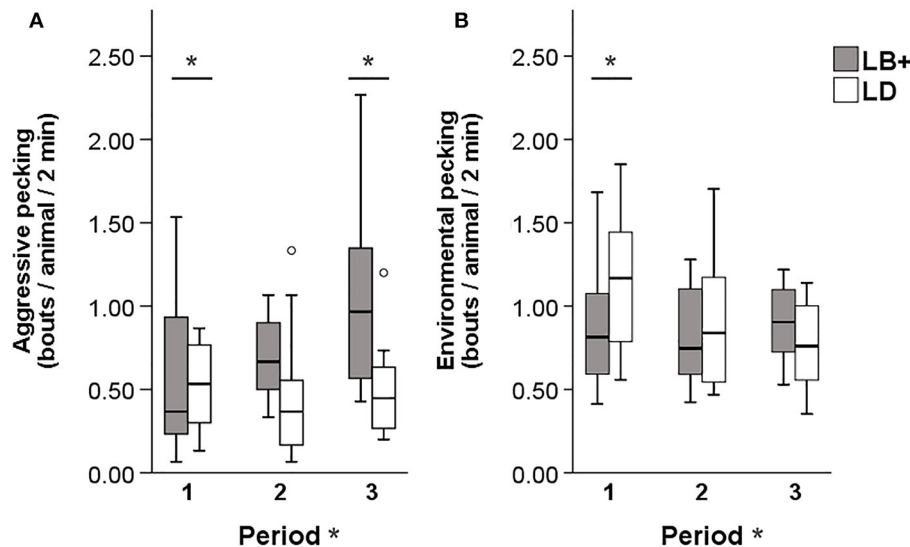 A
B
Aggressive pecking
(bouts / animal / 2 min)
2.50
2.00
1.50
1.00
0.50
0.00
*
*
1 2 3
Period *
Environmental pecking
(bouts / animal / 2 min)
2.50
2.00
1.50
1.00
0.50
0.00
*
1 2 3
Period *
LB+
LD